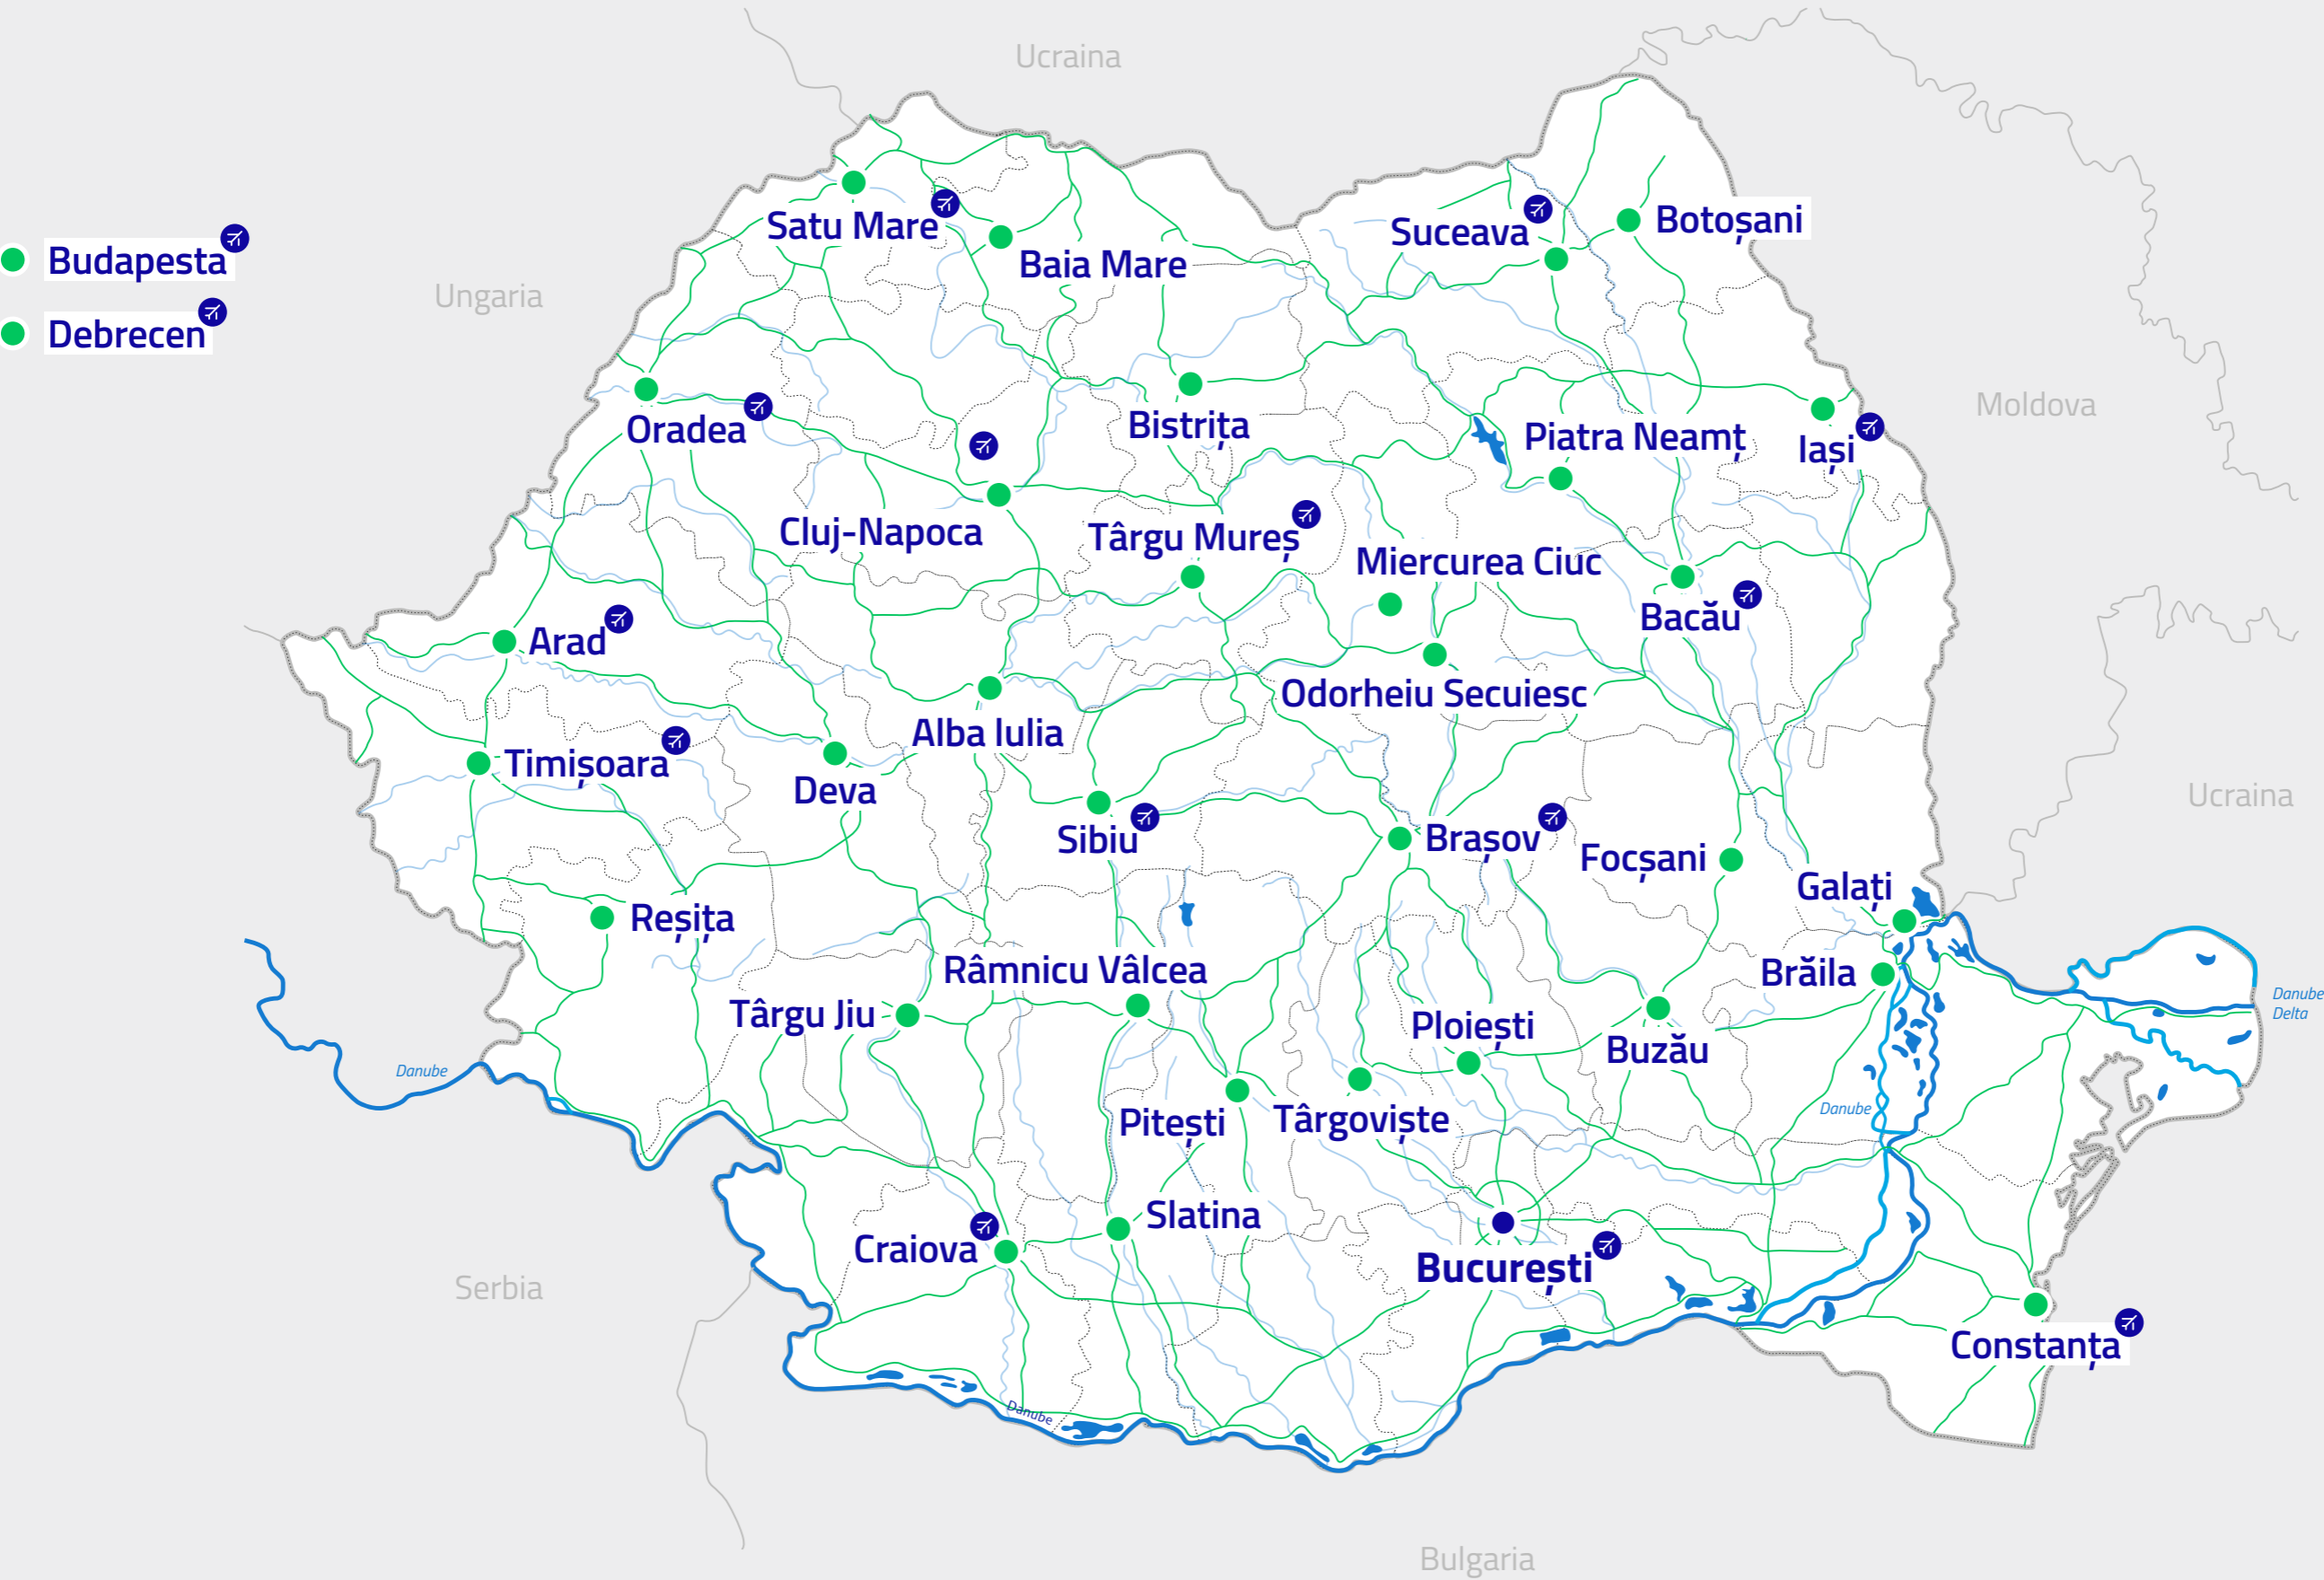 Ucraina
Satu Mare
Suceava
Botoșani
Baia Mare
Budapesta
Ungaria
Debrecen
Moldova
Oradea
Bistrița
Piatra Neamț
Iași
Cluj-Napoca
Târgu Mureș
Miercurea Ciuc
Bacău
Arad
Odorheiu Secuiesc
Alba Iulia
Timișoara
Deva
Ucraina
Sibiu
Brașov
Focșani
Galați
Reșița
Râmnicu Vâlcea
Brăila
Danube
Delta
Târgu Jiu
Ploiești
Buzău
Danube
Pitești
Târgoviște
Danube
Slatina
Craiova
București
Serbia
Constanța
Danube
Bulgaria